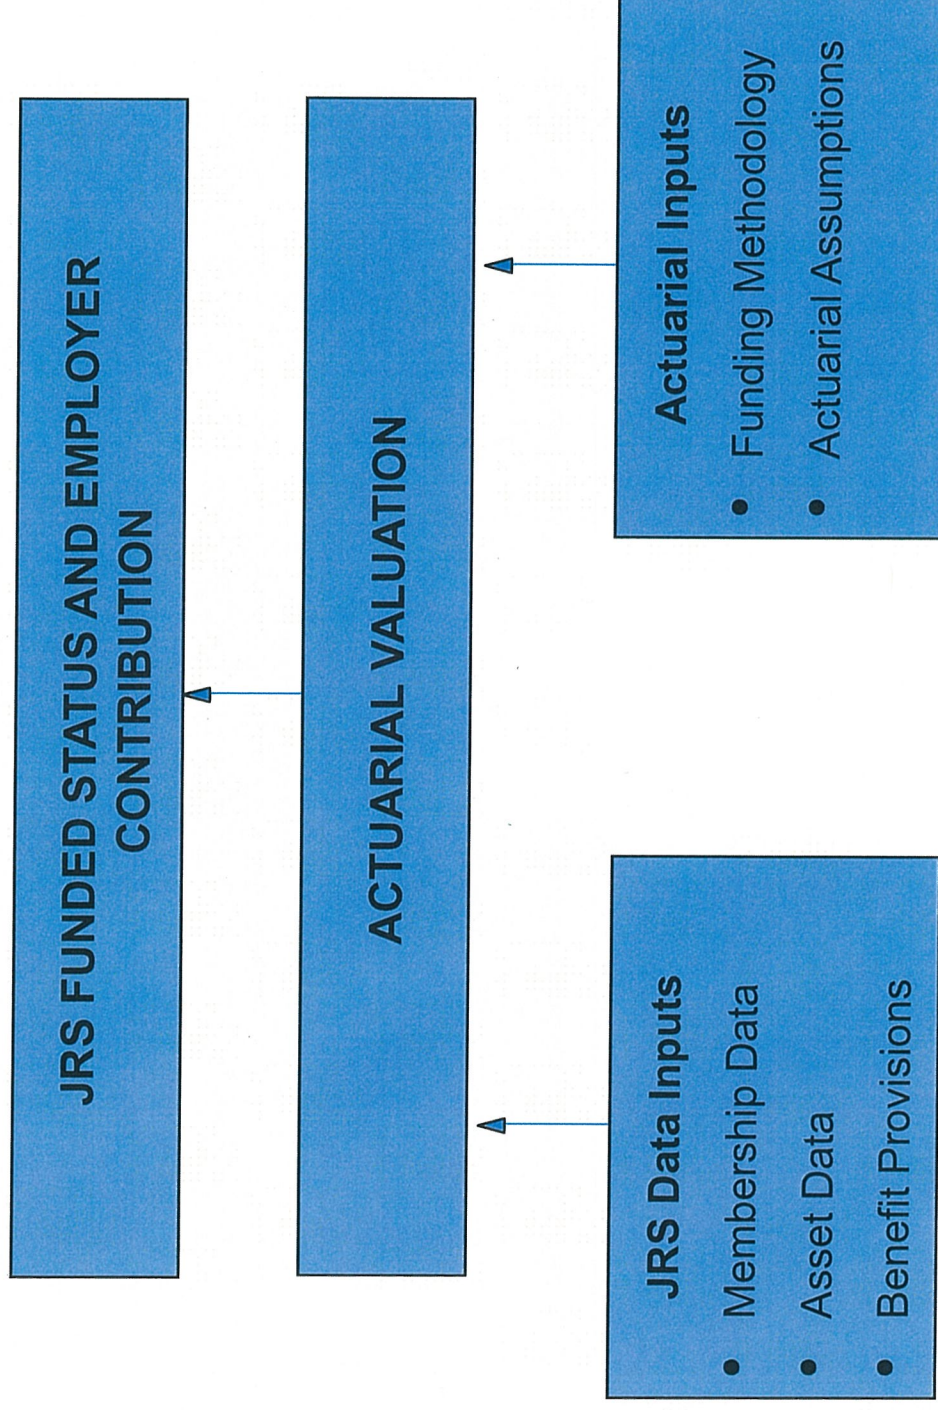 JRS FUNDED STATUS AND EMPLOYER
CONTRIBUTION
ACTUARIAL VALUATION
JRS Data Inputs
• Membership Data
• Asset Data
• Benefit Provisions
Actuarial Inputs
• Funding Methodology
• Actuarial Assumptions